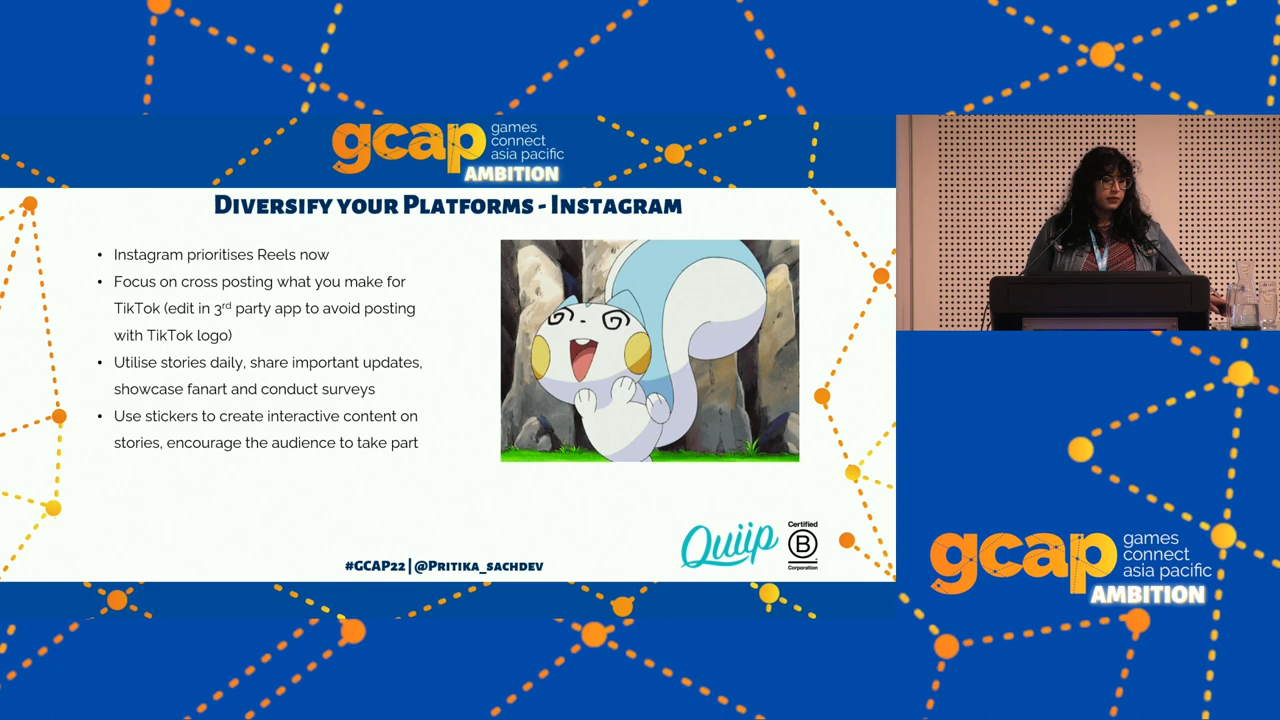 gcap games
connect
asia pacific
AMBITION
Diversify your Platforms - Instagram
• Instagram prioritises Reels now
• Focus on cross posting what you make for
TikTok (edit in 3rd party app to avoid posting
with TikTok logo)
• Utilise stories daily, share important updates,
showcase fanart and conduct surveys
• Use stickers to create interactive content on
stories, encourage the audience to take part
Quiip
Certified
B
Corporation
#GCAP22 | @Pritika_sachdev
gcap games
connect
asia pacific
AMBITION